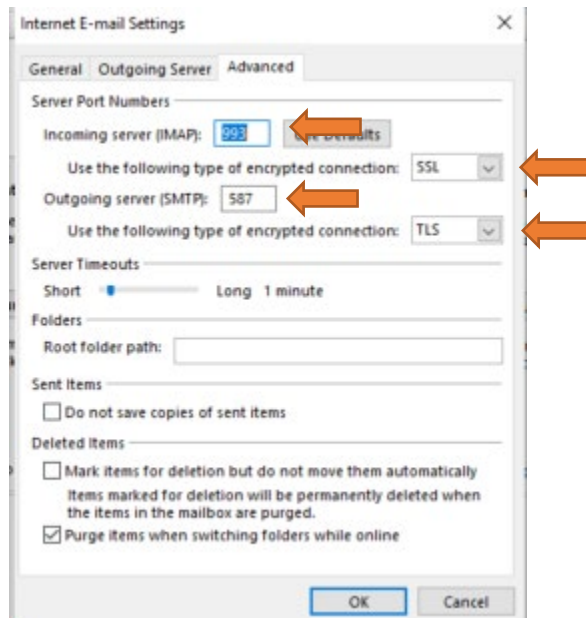 Internet E-mail Settings
General Outgoing Server Advanced
Server Port Numbers
Incoming server (IMAP): 993 Defaults
Use the following type of encrypted connection: SSL
Outgoing server (SMTP): 587
Use the following type of encrypted connection: TLS
Server Timeouts
Short Long 1 minute
Folders
Root folder path:
Sent Items
Do not save copies of sent items
Deleted Items
Mark items for deletion but do not move them automatically
Items marked for deletion will be permanently deleted when
the items in the mailbox are purged.
Purge items when switching folders while online
OK Cancel